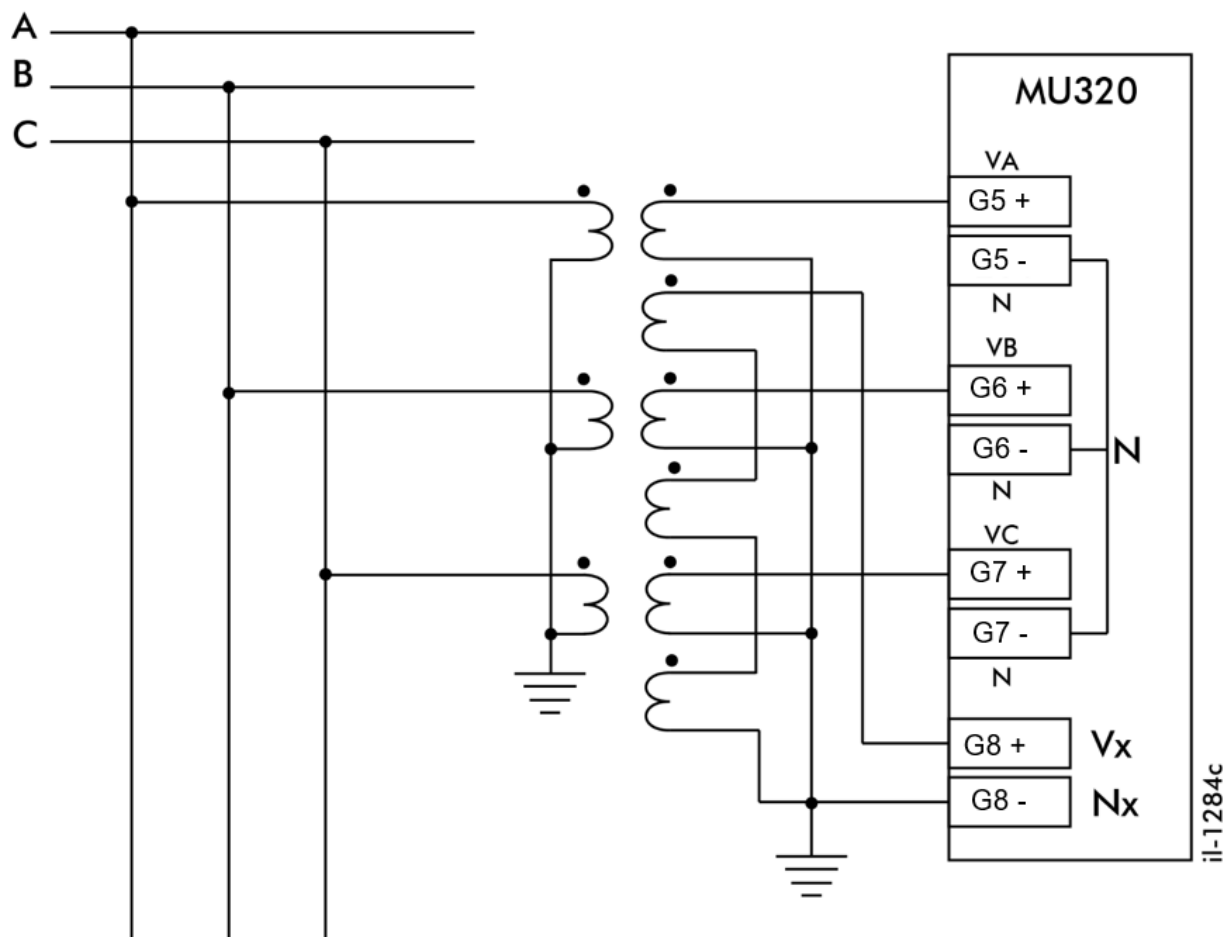 A
B
C
MU320
VA
G5 +
G5 -
N
VB
G6 +
G6 -
N
N
VC
G7 +
G7 -
N
G8 +
Vx
G8 -
Nx
il-1284c